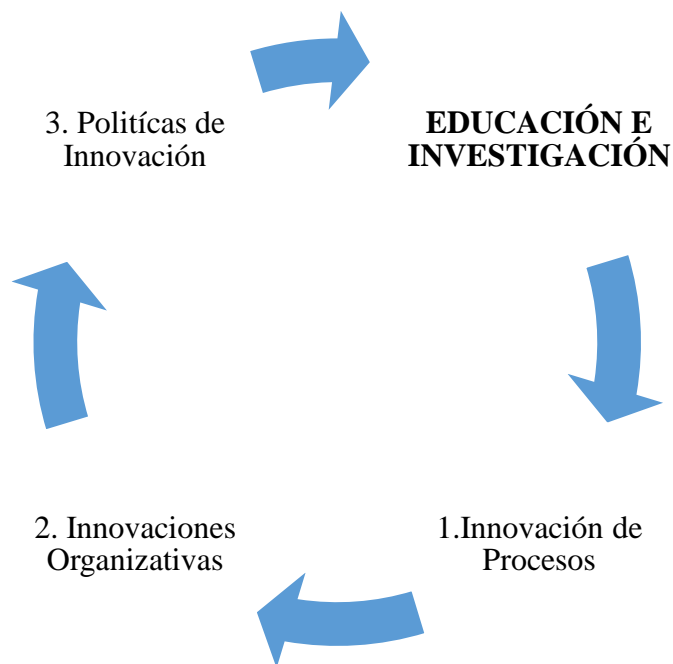 3. Politícas de
Innovación
EDUCACIÓN E
INVESTIGACIÓN
2. Innovaciones
Organizativas
1.Innovación de
Procesos